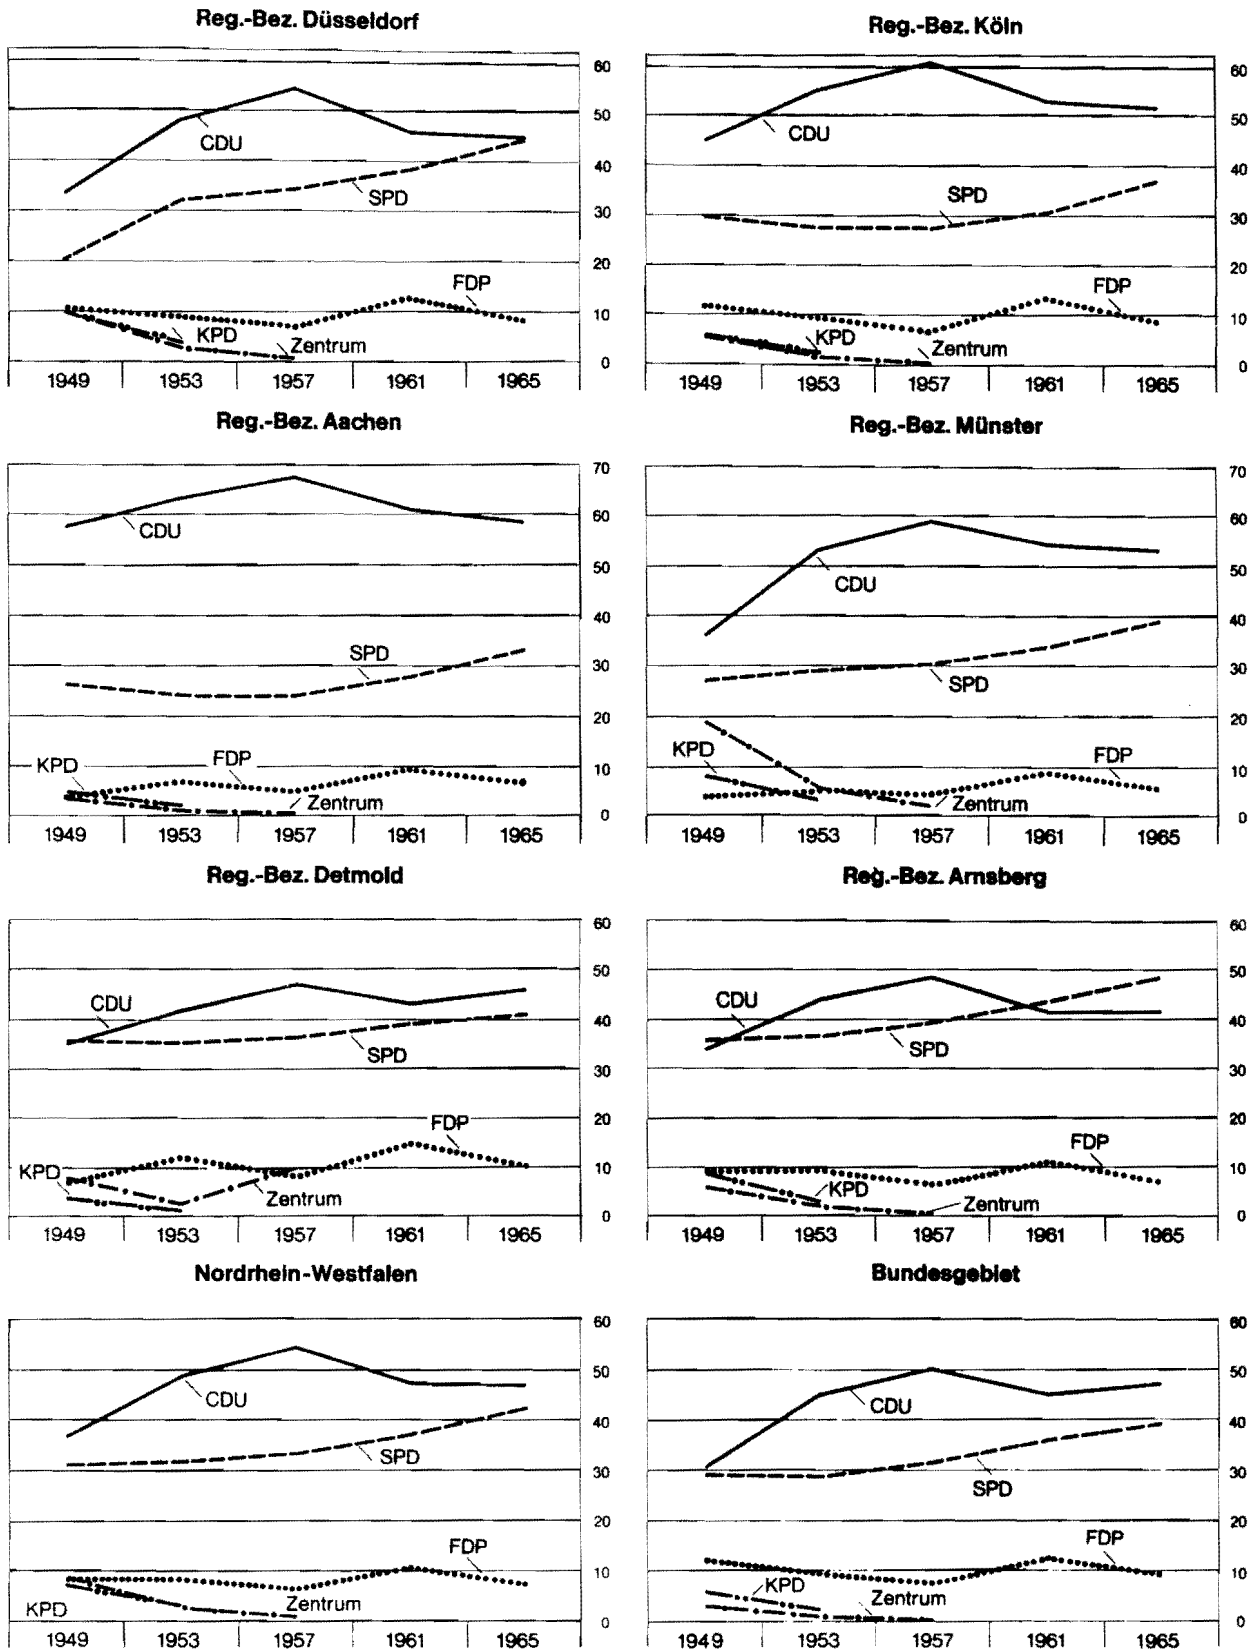 Reg.-Bez. Düsseldorf
60
50
40
30
20
10
0
CDU
SPD
FDP
KPD
Zentrum
1949 1953 1957 1961 1965
Reg.-Bez. Köln
60
50
40
30
20
10
0
CDU
SPD
FDP
KPD
Zentrum
1949 1953 1957 1961 1965
Reg.-Bez. Aachen
70
60
50
40
30
20
10
0
CDU
SPD
KPD
FDP
Zentrum
1949 1953 1957 1961 1965
Reg.-Bez. Münster
70
60
50
40
30
20
10
0
CDU
SPD
KPD
FDP
Zentrum
1949 1953 1957 1961 1965
Reg.-Bez. Detmold
60
50
40
30
20
10
0
CDU
SPD
FDP
KPD
Zentrum
1949 1953 1957 1961 1965
Reg.-Bez. Arnsberg
60
50
40
30
20
10
0
CDU
SPD
FDP
KPD
Zentrum
1949 1953 1957 1961 1965
Nordrhein-Westfalen
60
50
40
30
20
10
0
CDU
SPD
FDP
KPD
Zentrum
1949 1953 1957 1961 1965
Bundesgebiet
60
50
40
30
20
10
0
CDU
SPD
FDP
KPD
Zentrum
1949 1953 1957 1961 1965